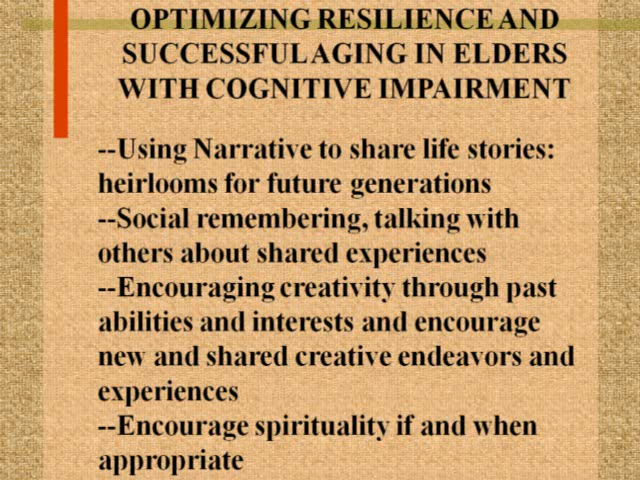 OPTIMIZING RESILIENCE AND
SUCCESSFUL AGING IN ELDERS
WITH COGNITIVE IMPAIRMENT
--Using Narrative to share life stories:
heirlooms for future generations
--Social remembering, talking with
others about shared experiences
--Encouraging creativity through past
abilities and interests and encourage
new and shared creative endeavors and
experiences
--Encourage spirituality if and when
appropriate